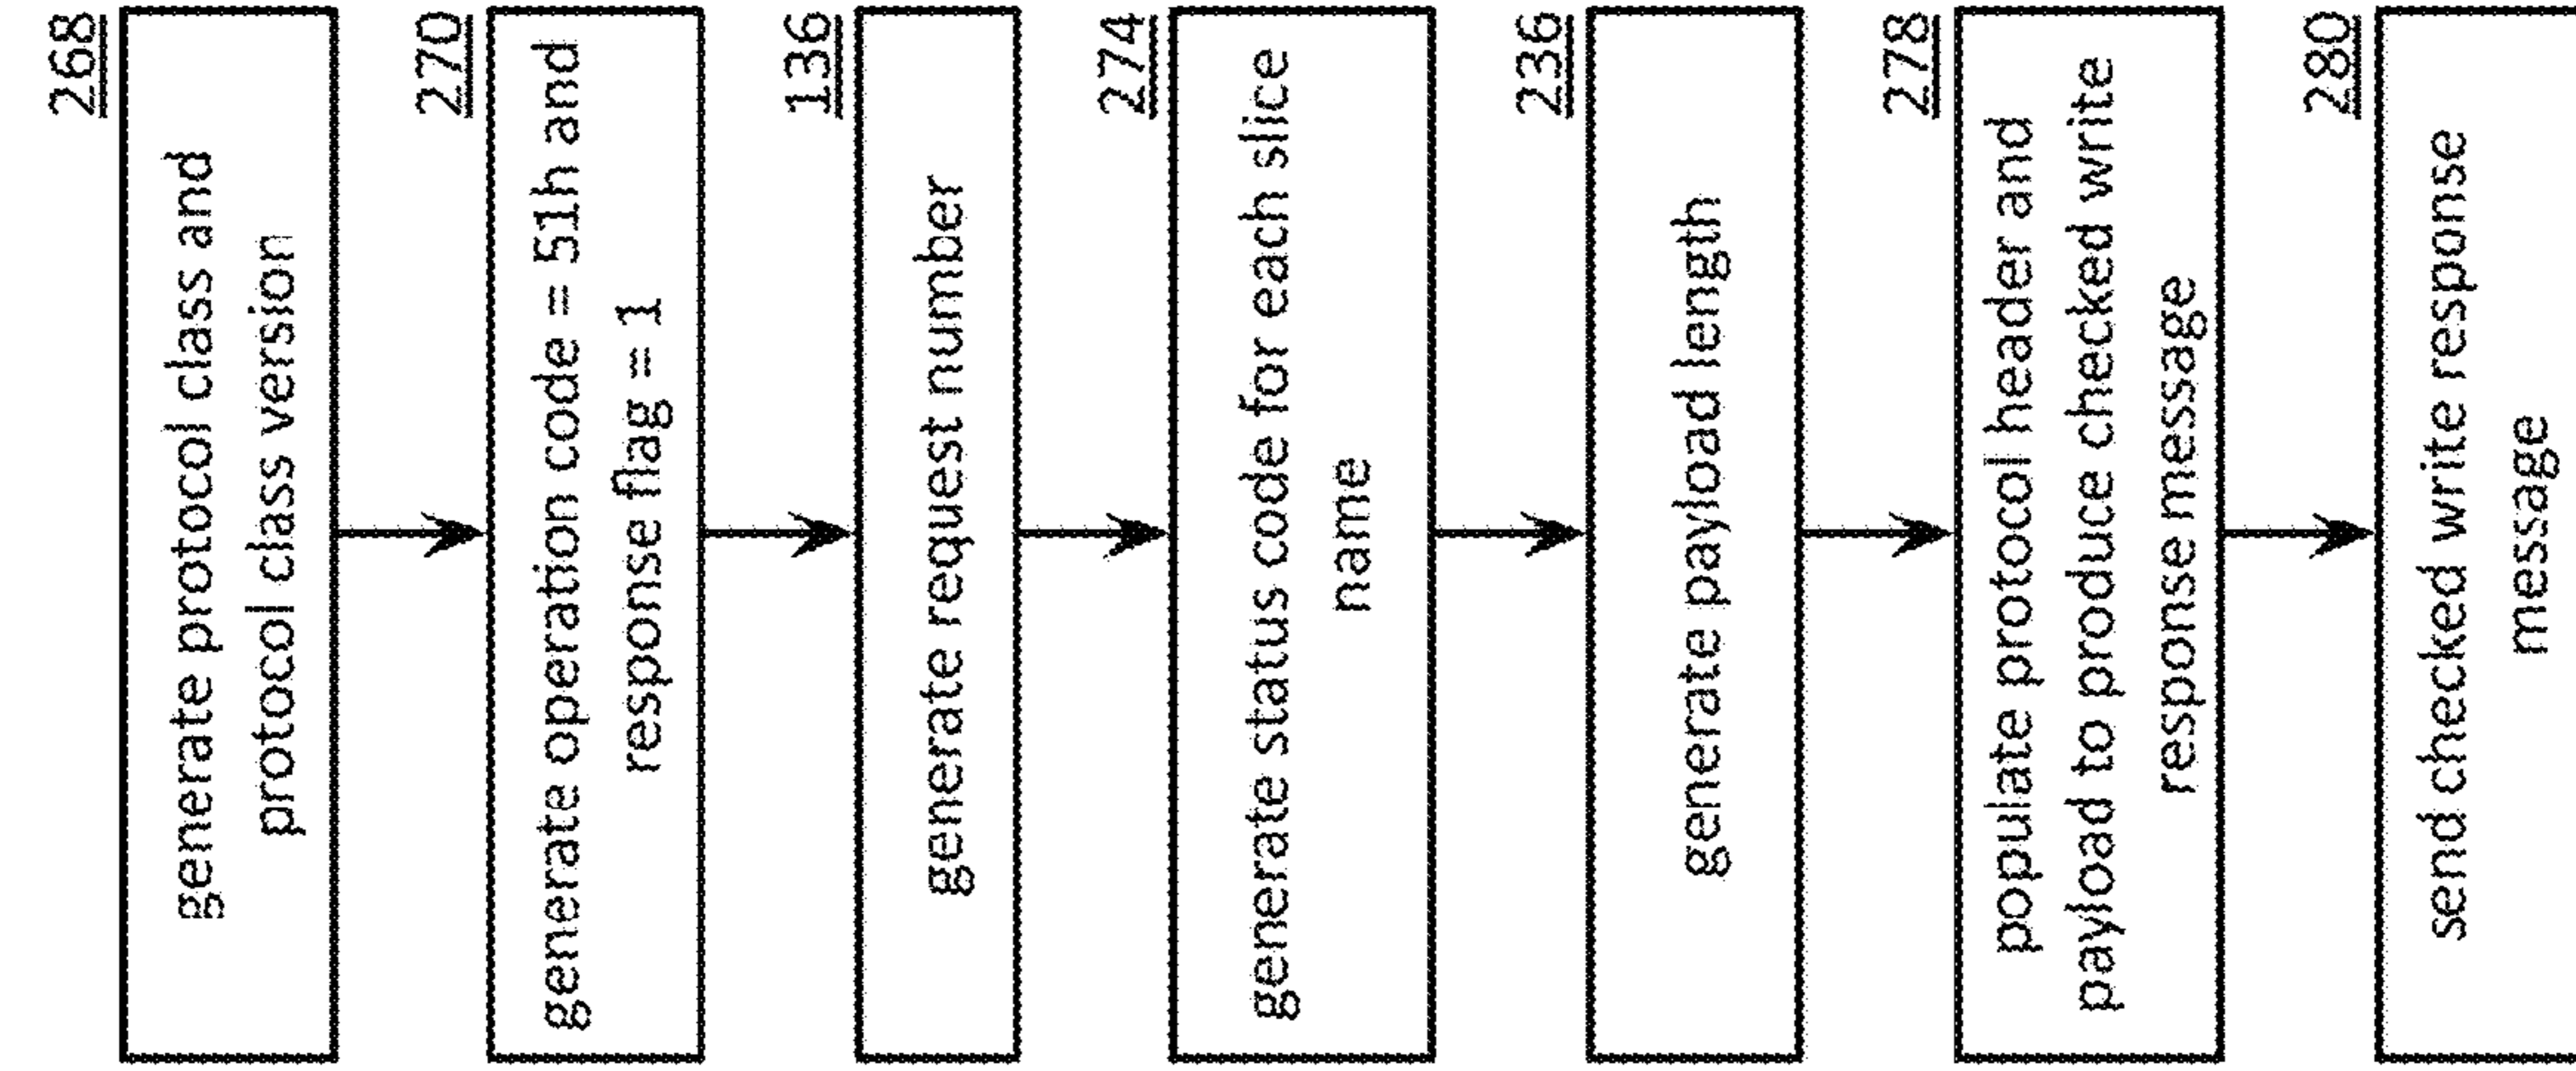 268
generate protocol class and
protocol class version
270
generate operation code = 51h and
response flag = 1
136
generate request number
274
generate status code for each slice
name
236
generate payload length
278
populate protocol header and
payload to produce checked write
response message
280
send checked write response
message